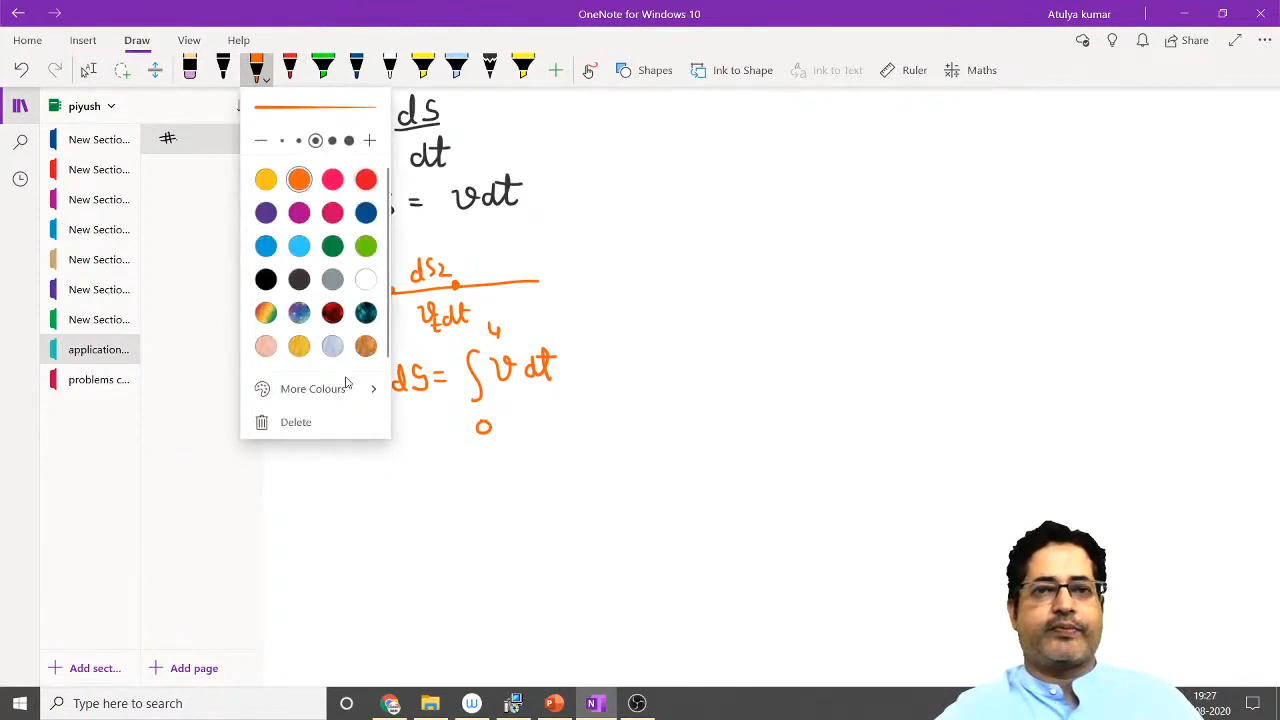 OneNote for Windows 10
Atulya kumar
Home
Insert
Draw
View
Help
Share
Shapes
Ink to Shape
Ink to Text
Ruler
Maths
piyush
New Sectio...
New Sectio...
New Sectio...
New Sectio...
New Sectio...
New Sectio...
New Sectio...
application...
problems c...
#
More Colours
Delete
ds
dt
= vdt
ds2
v2dt
4
ds = ∫ v dt
0
Add sect...
Add page
Type here to search
19:27
08-2020